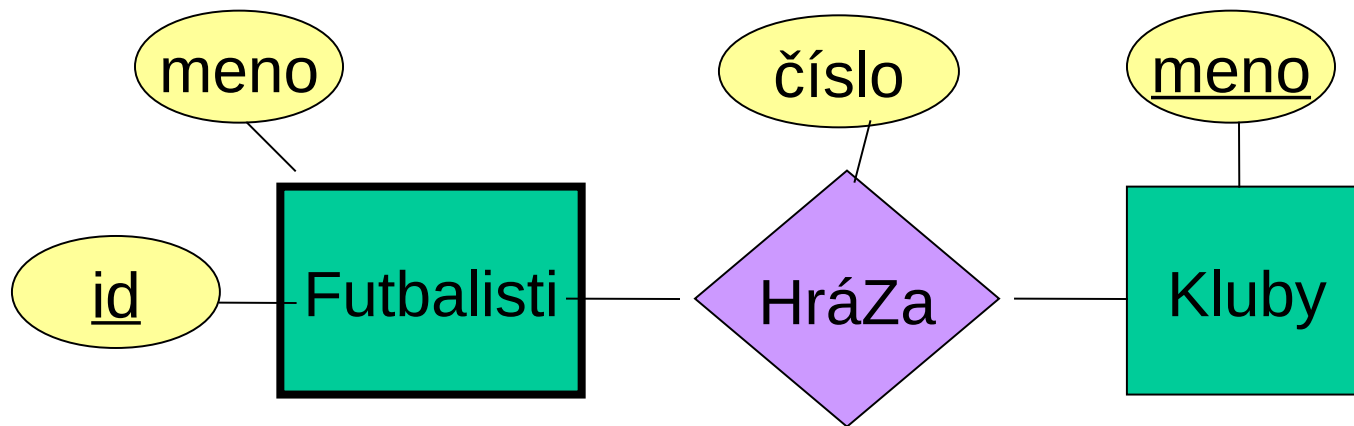 meno
číslo
meno
id
Futbalisti
HráZa
Kluby